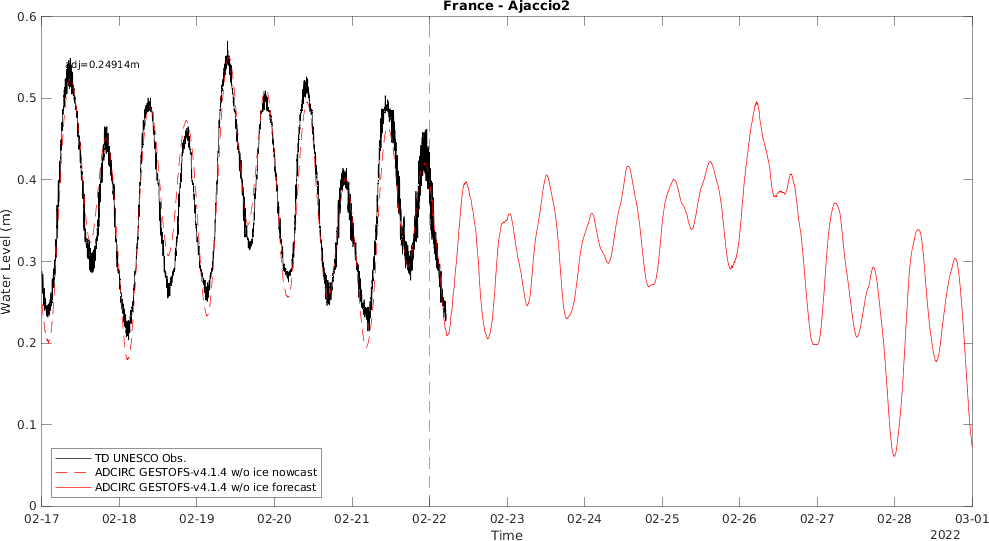 France - Ajaccio2
0.6
0.5
0.4
0.3
0.2
0.1
0
Water Level (m)
adj=0.24914m
TD UNESCO Obs.
ADCIRC GESTOFS-v4.1.4 w/o ice nowcast
ADCIRC GESTOFS-v4.1.4 w/o ice forecast
02-17 02-18 02-19 02-20 02-21 02-22 02-23 02-24 02-25 02-26 02-27 02-28 03-01
Time
2022